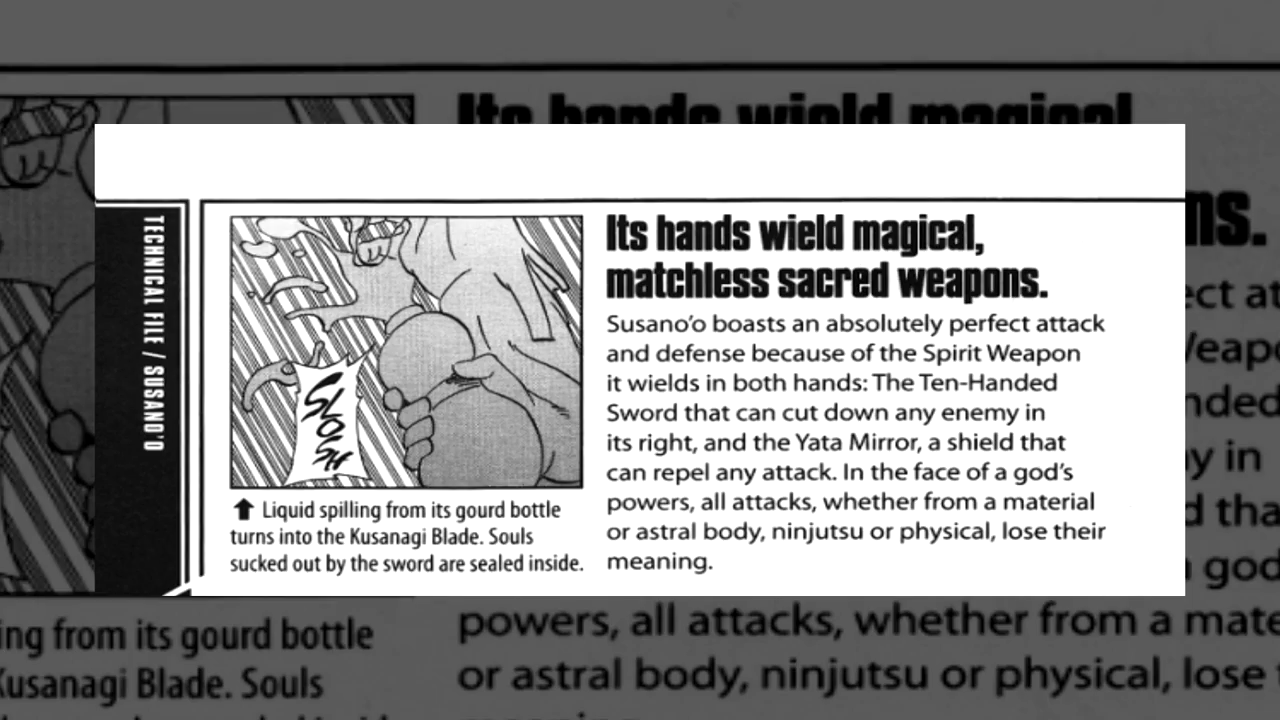 Its hands wield magical
TECHNICAL FILE / SUSANO'O
SLOSH
Liquid spilling from its gourd bottle
turns into the Kusanagi Blade. Souls
sucked out by the sword are sealed inside.
Its hands wield magical,
matchless sacred weapons.
Susano'o boasts an absolutely perfect attack
and defense because of the Spirit Weapon
it wields in both hands: The Ten-Handed
Sword that can cut down any enemy in
its right, and the Yata Mirror, a shield that
can repel any attack. In the face of a god's
powers, all attacks, whether from a material
or astral body, ninjutsu or physical, lose their
meaning.
ing from its gourd bottle
Kusanagi Blade. Souls
powers, all attacks, whether from a mate
or astral body, ninjutsu or physical, lose